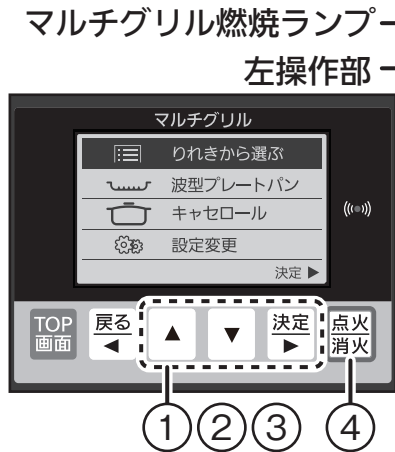 マルチグリル燃焼ランプ
左操作部
マルチグリル
りれきから選ぶ
波型プレートパン
キャセロール
設定変更
決定 ▶
TOP
画面
戻る
◀
▲
▼
決定
▶
点火
消火
① ② ③ ④